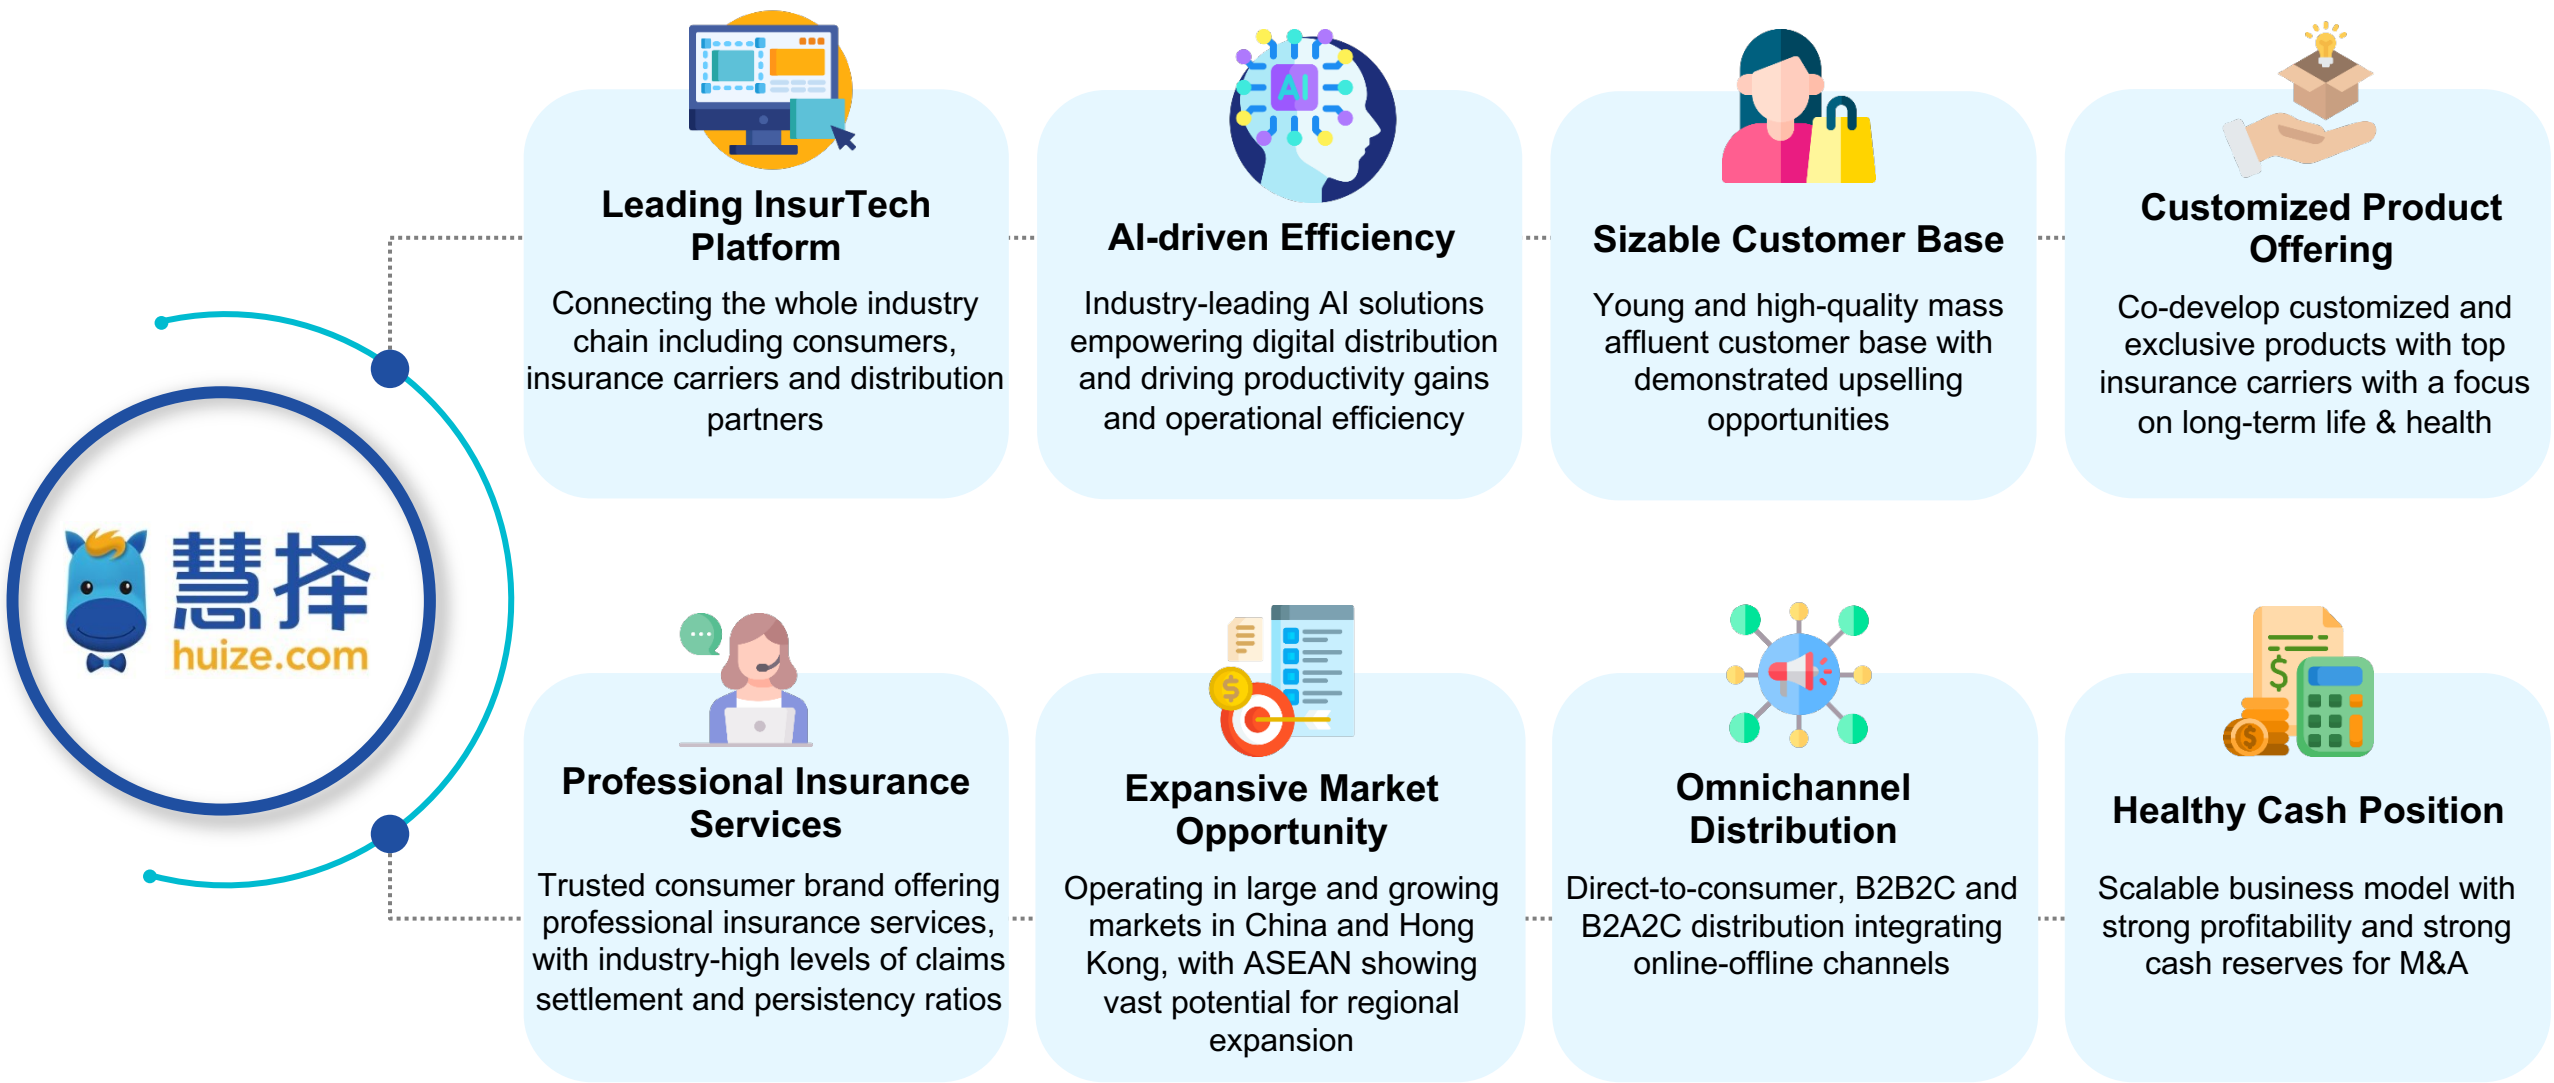 慧择
huize.com
Leading InsurTech
Platform
Connecting the whole industry
chain including consumers,
insurance carriers and distribution
partners
AI
AI-driven Efficiency
Industry-leading AI solutions
empowering digital distribution
and driving productivity gains
and operational efficiency
Sizable Customer Base
Young and high-quality mass
affluent customer base with
demonstrated upselling
opportunities
Customized Product
Offering
Co-develop customized and
exclusive products with top
insurance carriers with a focus
on long-term life & health
Professional Insurance
Services
Trusted consumer brand offering
professional insurance services,
with industry-high levels of claims
settlement and persistency ratios
$
Expansive Market
Opportunity
Operating in large and growing
markets in China and Hong
Kong, with ASEAN showing
vast potential for regional
expansion
Omnichannel
Distribution
Direct-to-consumer, B2B2C and
B2A2C distribution integrating
online-offline channels
$
$
Healthy Cash Position
Scalable business model with
strong profitability and strong
cash reserves for M&A